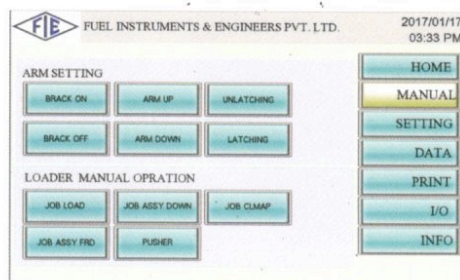 FIE FUEL INSTRUMENTS & ENGINEERS PVT. LTD.
2017/01/17
03:33 PM
ARM SETTING
BRACK ON ARM UP UNLATCHING
BRACK OFF ARM DOWN LATCHING
LOADER MANUAL OPRATION
JOB LOAD JOB ASSY DOWN JOB CLMAP
JOB ASSY FRD PUSHER
HOME
MANUAL
SETTING
DATA
PRINT
I/O
INFO